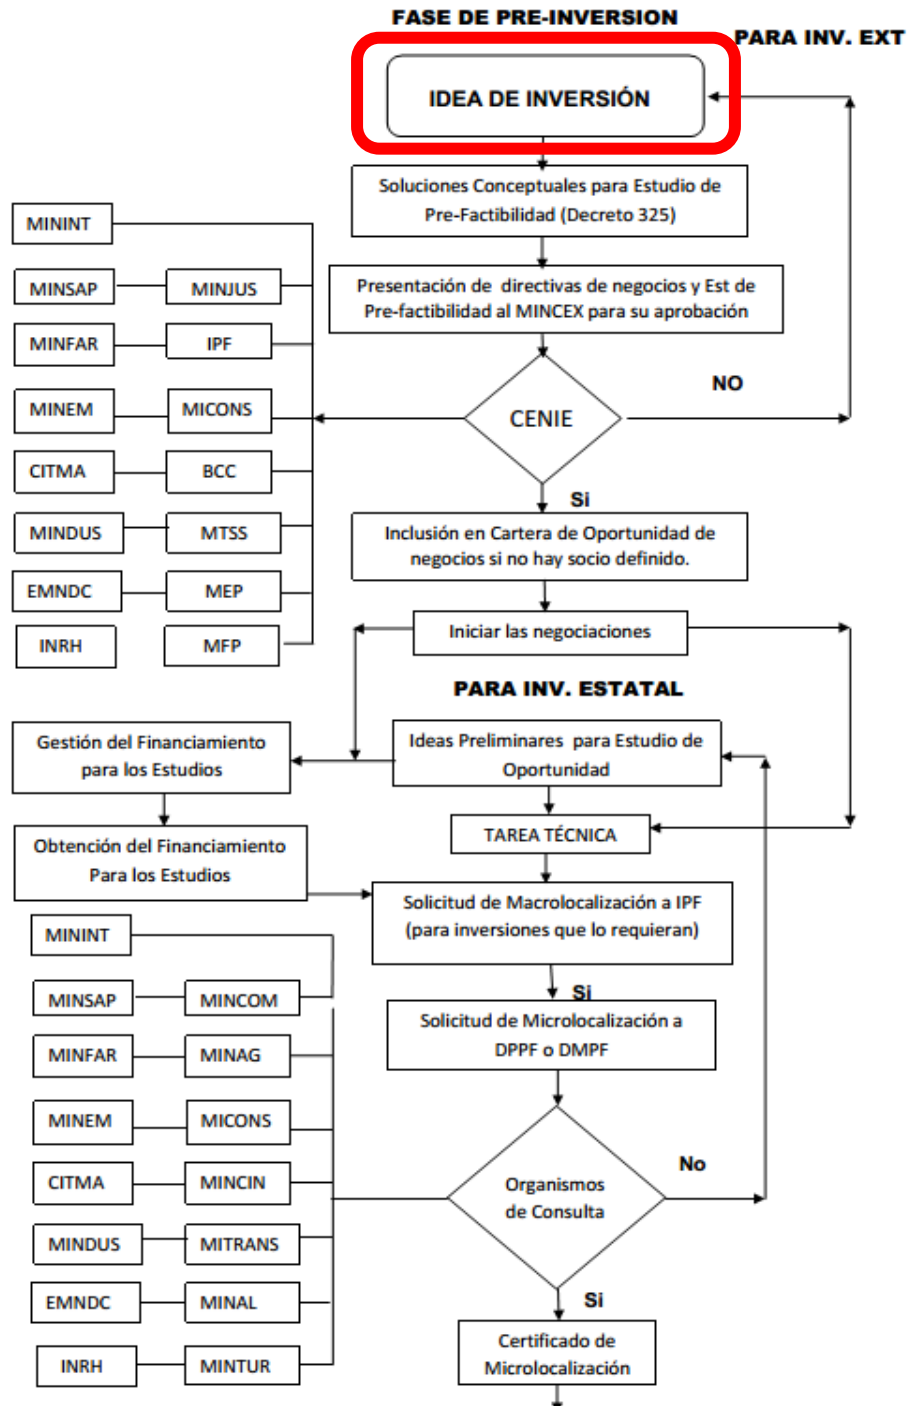 FASE DE PRE-INVERSION
PARA INV. EXT
IDEA DE INVERSIÓN
Soluciones Conceptuales para Estudio de
Pre-Factibilidad (Decreto 325)
Presentación de directivas de negocios y Est de
Pre-factibilidad al MINCEX para su aprobación
CENIE
NO
Si
MININT
MINSAP
MINJUS
MINFAR
IPF
MINEM
MICONS
CITMA
BCC
MINDUS
MTSS
EMNDC
MEP
INRH
MFP
Inclusión en Cartera de Oportunidad de
negocios si no hay socio definido.
Iniciar las negociaciones
PARA INV. ESTATAL
Ideas Preliminares para Estudio de
Oportunidad
Gestión del Financiamiento
para los Estudios
TAREA TÉCNICA
Obtención del Financiamiento
Para los Estudios
Solicitud de Macrolocalización a IPF
(para inversiones que lo requieran)
Si
Solicitud de Microlocalización a
DPPF o DMPF
MININT
MINSAP
MINCOM
MINFAR
MINAG
MINEM
MICONS
CITMA
MINCIN
MINDUS
MITRANS
EMNDC
MINAL
INRH
MINTUR
Organismos
de Consulta
No
Si
Certificado de
Microlocalización